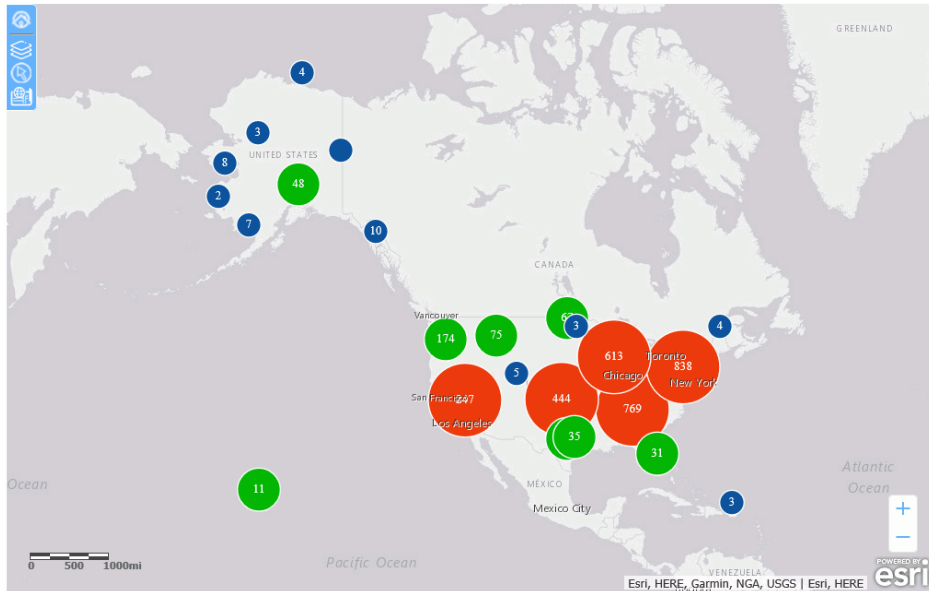 GREENLAND
4
3
UNITED STATES
8
48
2
7
10
CANADA
Vancouver
174
75
3
4
613
Toronto
838
Chicago
New York
5
San Francisco
247
444
769
Los Angeles
35
31
11
Ocean
Atlantic
Ocean
MÉXICO
Mexico City
3
+
−
Pacific Ocean
0 500 1000mi
VENEZUELA
POWERED BY
esri
Esri, HERE, Garmin, NGA, USGS | Esri, HERE